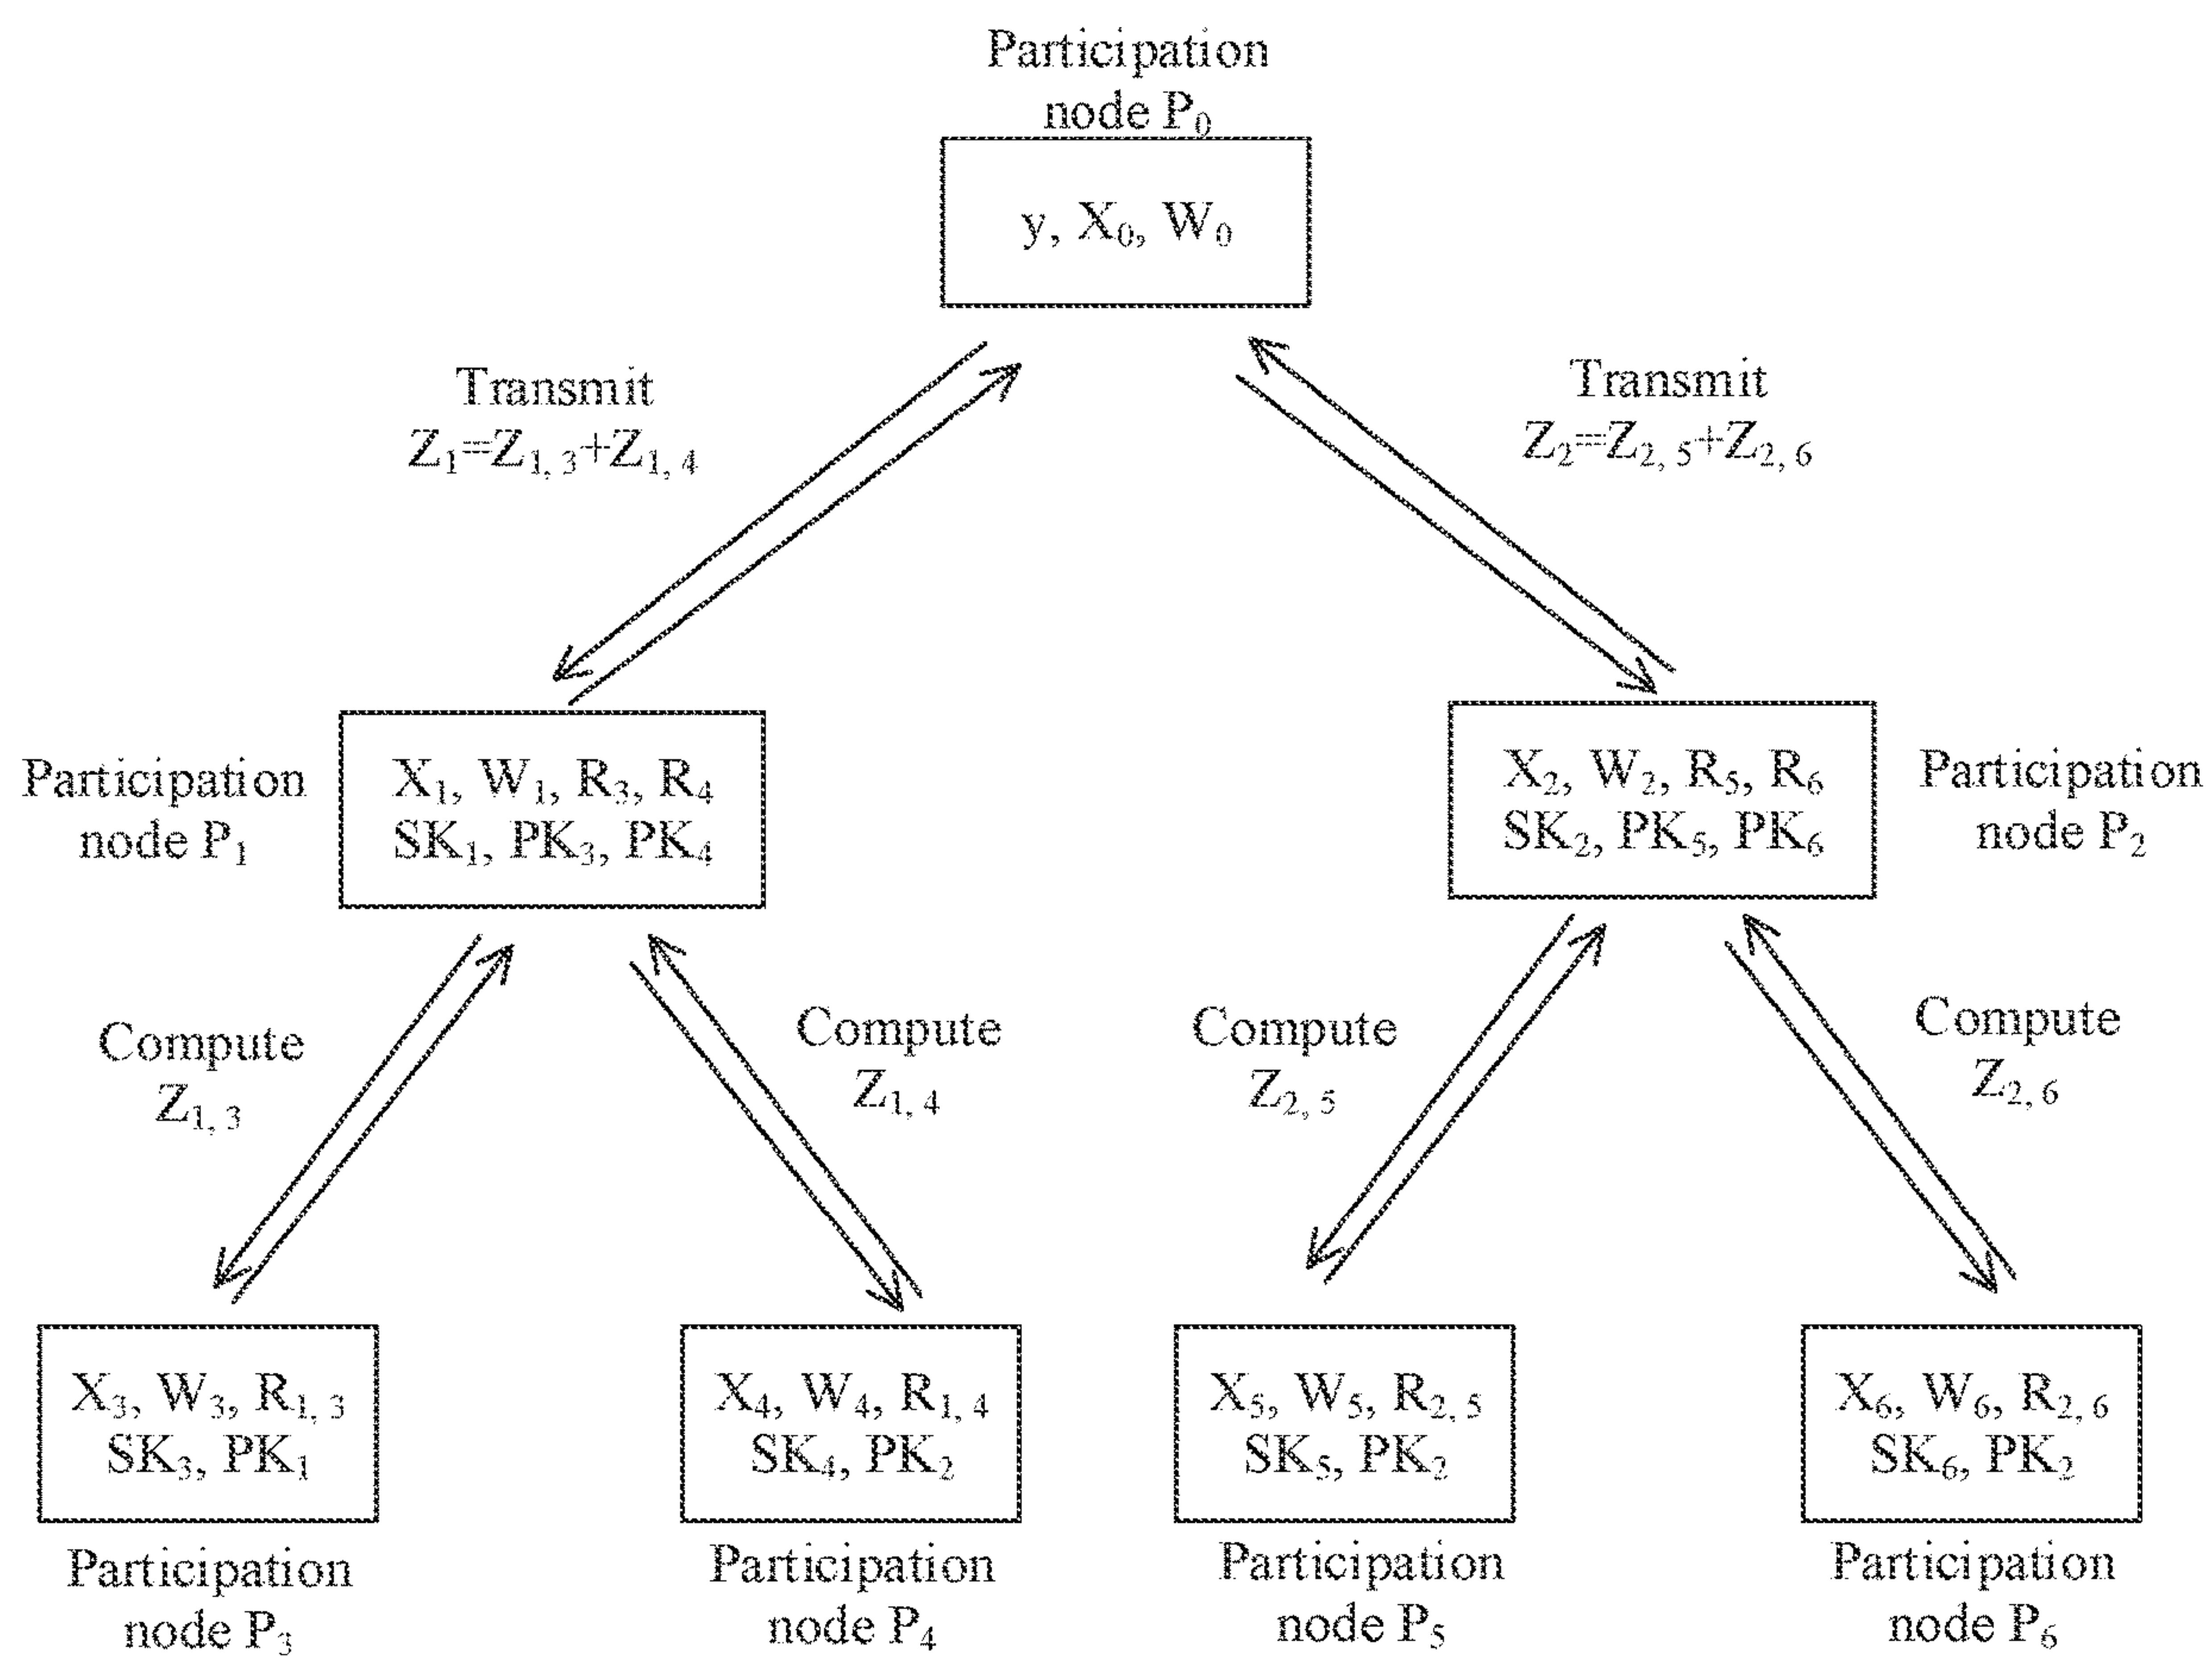 Participation
node P₀
y, X₀, W₀
Transmit
Z₁=Z₁, ₃+Z₁, ₄
Transmit
Z₂=Z₂, ₅+Z₂, ₆
Participation
node P₁
X₁, W₁, R₃, R₄
SK₁, PK₃, PK₄
X₂, W₂, R₅, R₆
SK₂, PK₅, PK₆
Participation
node P₂
Compute
Z₁, ₃
Compute
Z₁, ₄
Compute
Z₂, ₅
Compute
Z₂, ₆
X₃, W₃, R₁, ₃
SK₃, PK₁
X₄, W₄, R₁, ₄
SK₄, PK₂
X₅, W₅, R₂, ₅
SK₅, PK₂
X₆, W₆, R₂, ₆
SK₆, PK₂
Participation
node P₃
Participation
node P₄
Participation
node P₅
Participation
node P₆